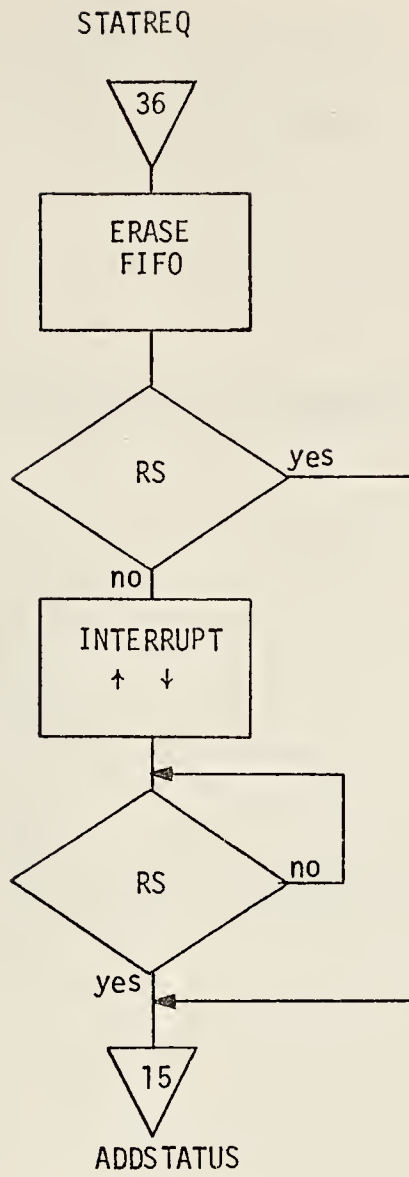 STATREQ
36
ERASE
FIFO
RS
yes
no
INTERRUPT
↑ ↓
RS
no
yes
15
ADDSTATUS